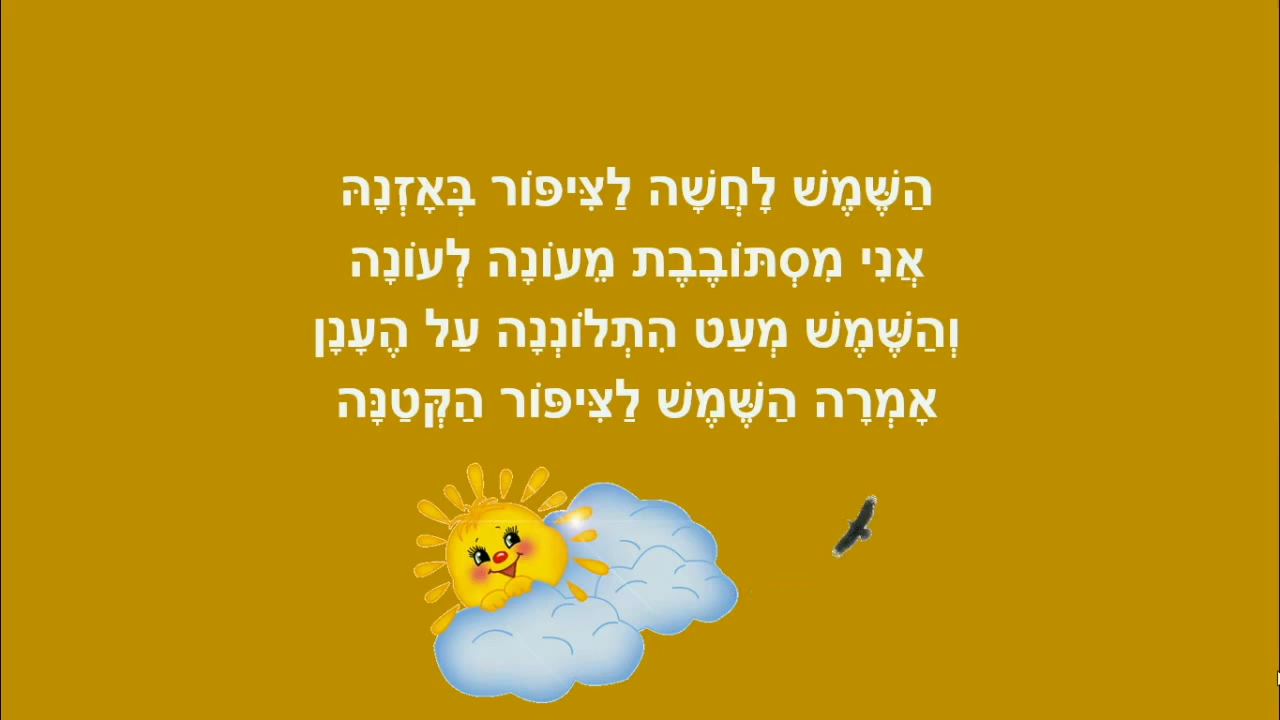 הַשֶּׁמֶשׁ לָחֲשָׁה לַצִּיפּוֹר בְּאָזְנָהּ
אֲנִי מִסְתּוֹבֶבֶת מֵעוֹנָה לְעוֹנָה
וְהַשֶּׁמֶשׁ מְעַט הִתְלוֹנְנָה עַל הֶעָנָן
אָמְרָה הַשֶּׁמֶשׁ לַצִּיפּוֹר הַקְּטַנָּה